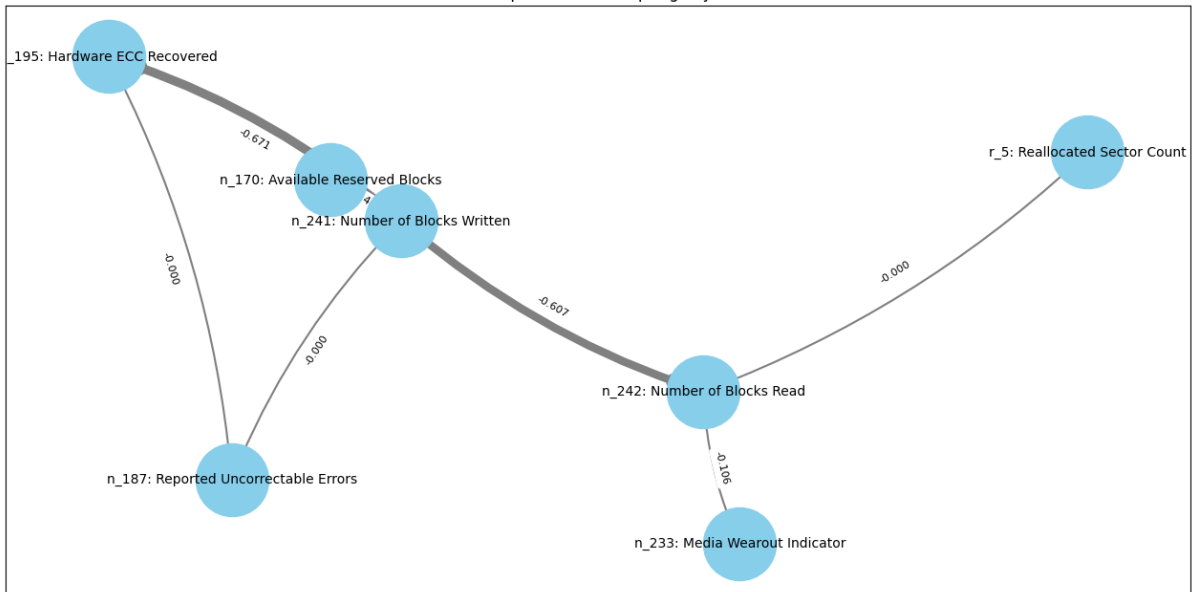 _195: Hardware ECC Recovered
-0.671
r_5: Reallocated Sector Count
n_170: Available Reserved Blocks
4
n_241: Number of Blocks Written
-0.000
-0.000
-0.607
-0.000
n_242: Number of Blocks Read
-0.106
n_187: Reported Uncorrectable Errors
n_233: Media Wearout Indicator